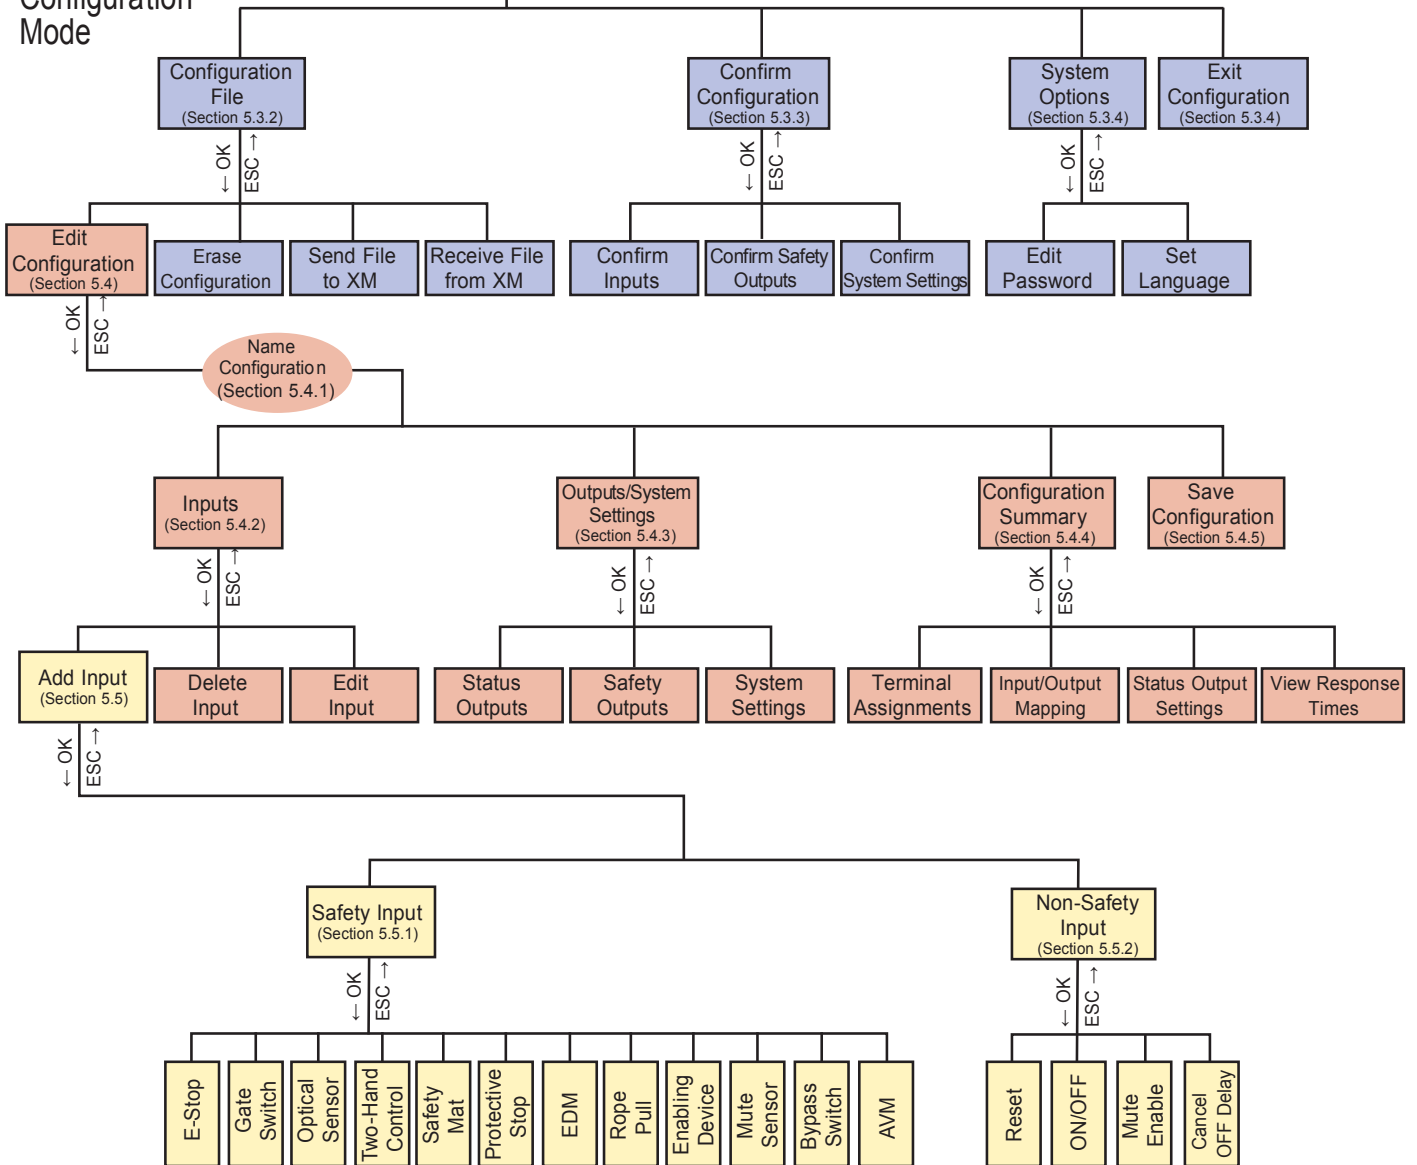 Configuration
Mode
Configuration
File
(Section 5.3.2)
Confirm
Configuration
(Section 5.3.3)
System
Options
(Section 5.3.4)
Exit
Configuration
(Section 5.3.4)
← OK
ESC →
← OK
ESC →
← OK
ESC →
Edit
Configuration
(Section 5.4)
Erase
Configuration
Send File
to XM
Receive File
from XM
Confirm
Inputs
Confirm Safety
Outputs
Confirm
System Settings
Edit
Password
Set
Language
← OK
ESC →
Name
Configuration
(Section 5.4.1)
Inputs
(Section 5.4.2)
Outputs/System
Settings
(Section 5.4.3)
Configuration
Summary
(Section 5.4.4)
Save
Configuration
(Section 5.4.5)
← OK
ESC →
← OK
ESC →
← OK
ESC →
Add Input
(Section 5.5)
Delete
Input
Edit
Input
Status
Outputs
Safety
Outputs
System
Settings
Terminal
Assignments
Input/Output
Mapping
Status Output
Settings
View Response
Times
← OK
ESC →
Safety Input
(Section 5.5.1)
Non-Safety
Input
(Section 5.5.2)
← OK
ESC →
← OK
ESC →
E-Stop
Gate
Switch
Optical
Sensor
Two-Hand
Control
Safety
Mat
Protective
Stop
EDM
Rope
Pull
Enabling
Device
Mute
Sensor
Bypass
Switch
AVM
Reset
ON/OFF
Mute
Enable
Cancel
OFF Delay